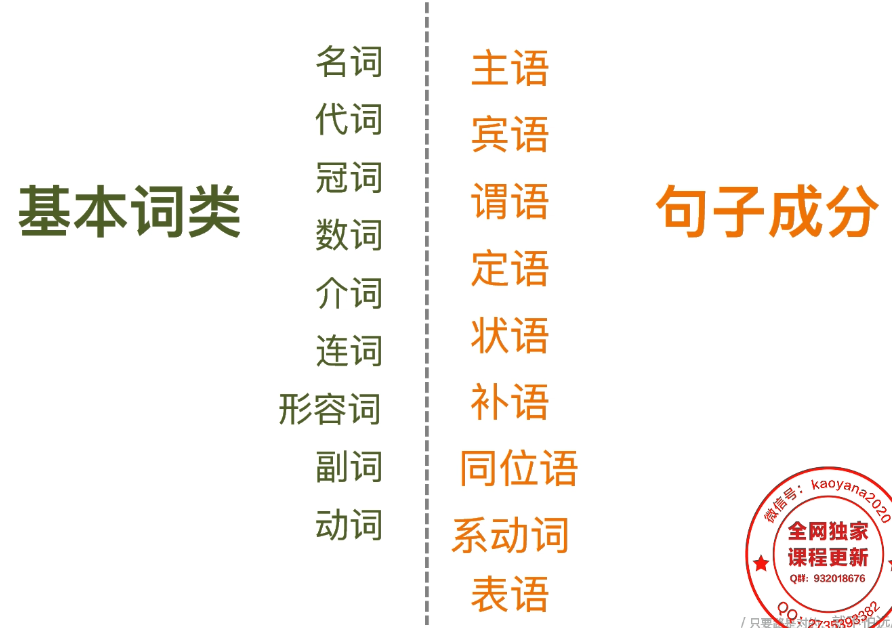 基本词类
名词
代词
冠词
数词
介词
连词
形容词
副词
动词
主语
宾语
谓语
定语
状语
补语
同位语
系动词
表语
句子成分
微信号：kaoyana2020
全网独家
课程更新
Q群：932018676
QQ：2735393382
/ 只要